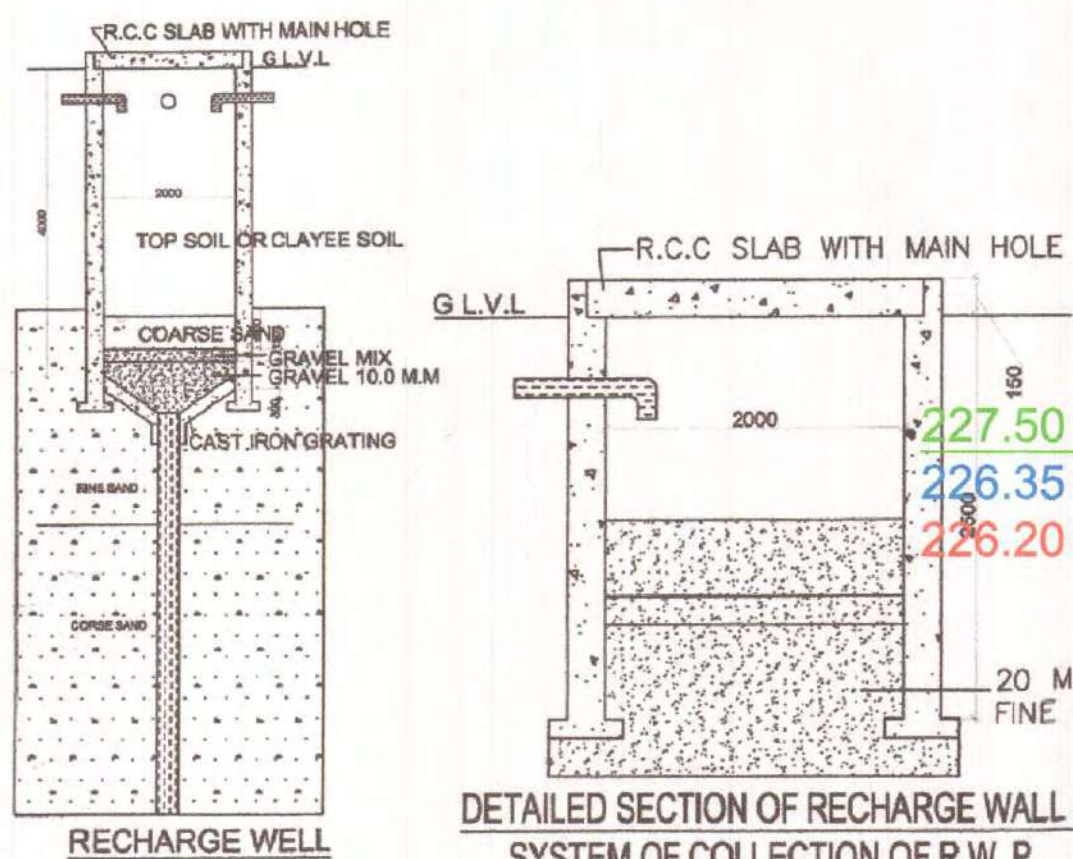 R.C.C SLAB WITH MAIN HOLE
G L.V.L
4000
2000
TOP SOIL OR CLAYEE SOIL
COARSE SAND
GRAVEL MIX
GRAVEL 10.0 M.M
CAST IRON GRATING
FINE SAND
CORSE SAND
RECHARGE WELL
R.C.C SLAB WITH MAIN HOLE
G L.V.L
150
2000
227.50
226.35
226.20
20 M
FINE
DETAILED SECTION OF RECHARGE WALL
SYSTEM OF COLLECTION OF R.W. P